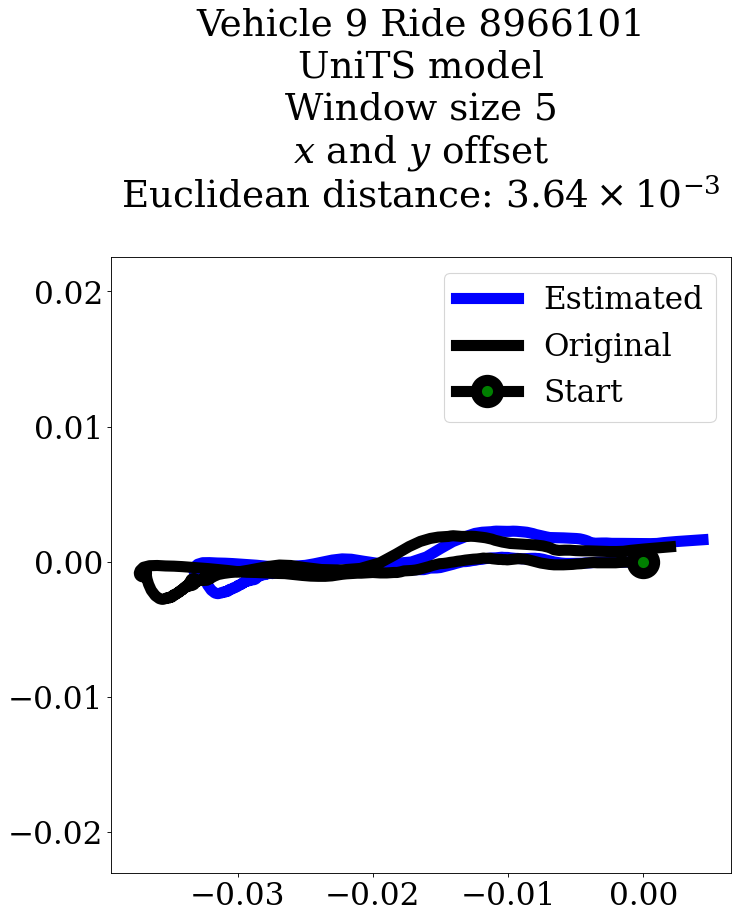 Vehicle 9 Ride 8966101
UniTS model
Window size 5
x and y offset
Euclidean distance: 3.64 × 10⁻³
Estimated
Original
Start
0.02
0.01
0.00
−0.01
−0.02
−0.03
−0.02
−0.01
0.00